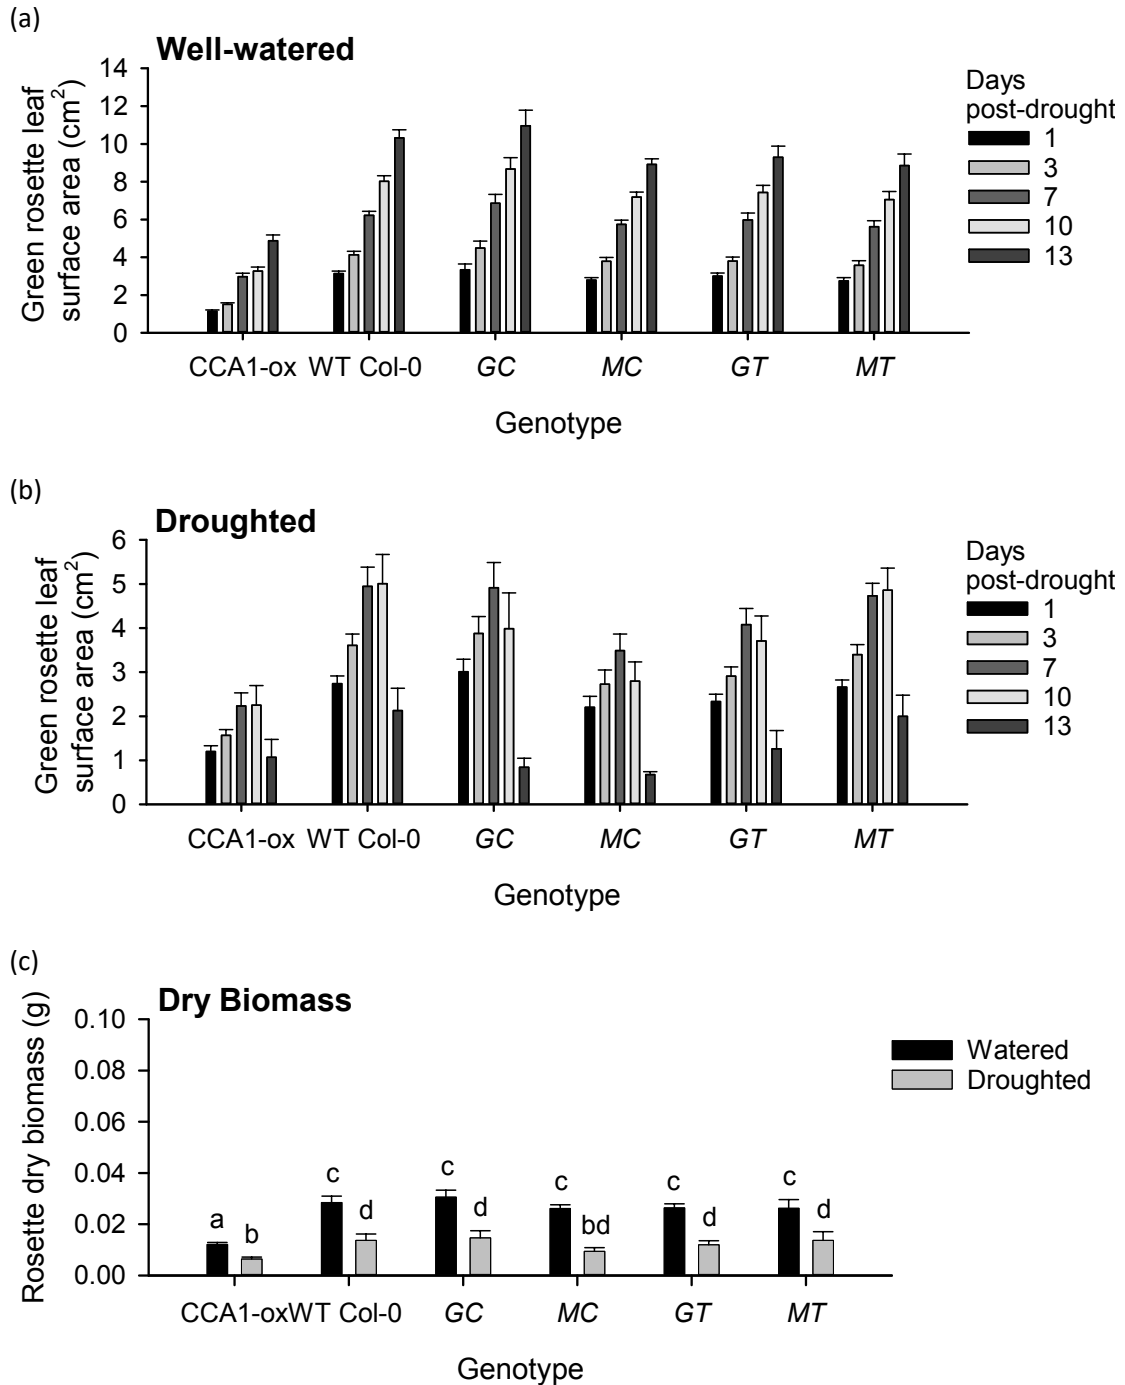 (a)
Well-watered
Green rosette leaf
surface area (cm²)
14
12
10
8
6
4
2
0
CCA1-ox WT Col-0 GC MC GT MT
Genotype
Days
post-drought
1
3
7
10
13
(b)
Droughted
Green rosette leaf
surface area (cm²)
6
5
4
3
2
1
0
CCA1-ox WT Col-0 GC MC GT MT
Genotype
Days
post-drought
1
3
7
10
13
(c)
Dry Biomass
Rosette dry biomass (g)
0.10
0.08
0.06
0.04
0.02
0.00
a b c d c d c bd c d c d
CCA1-oxWT Col-0 GC MC GT MT
Genotype
Watered
Droughted